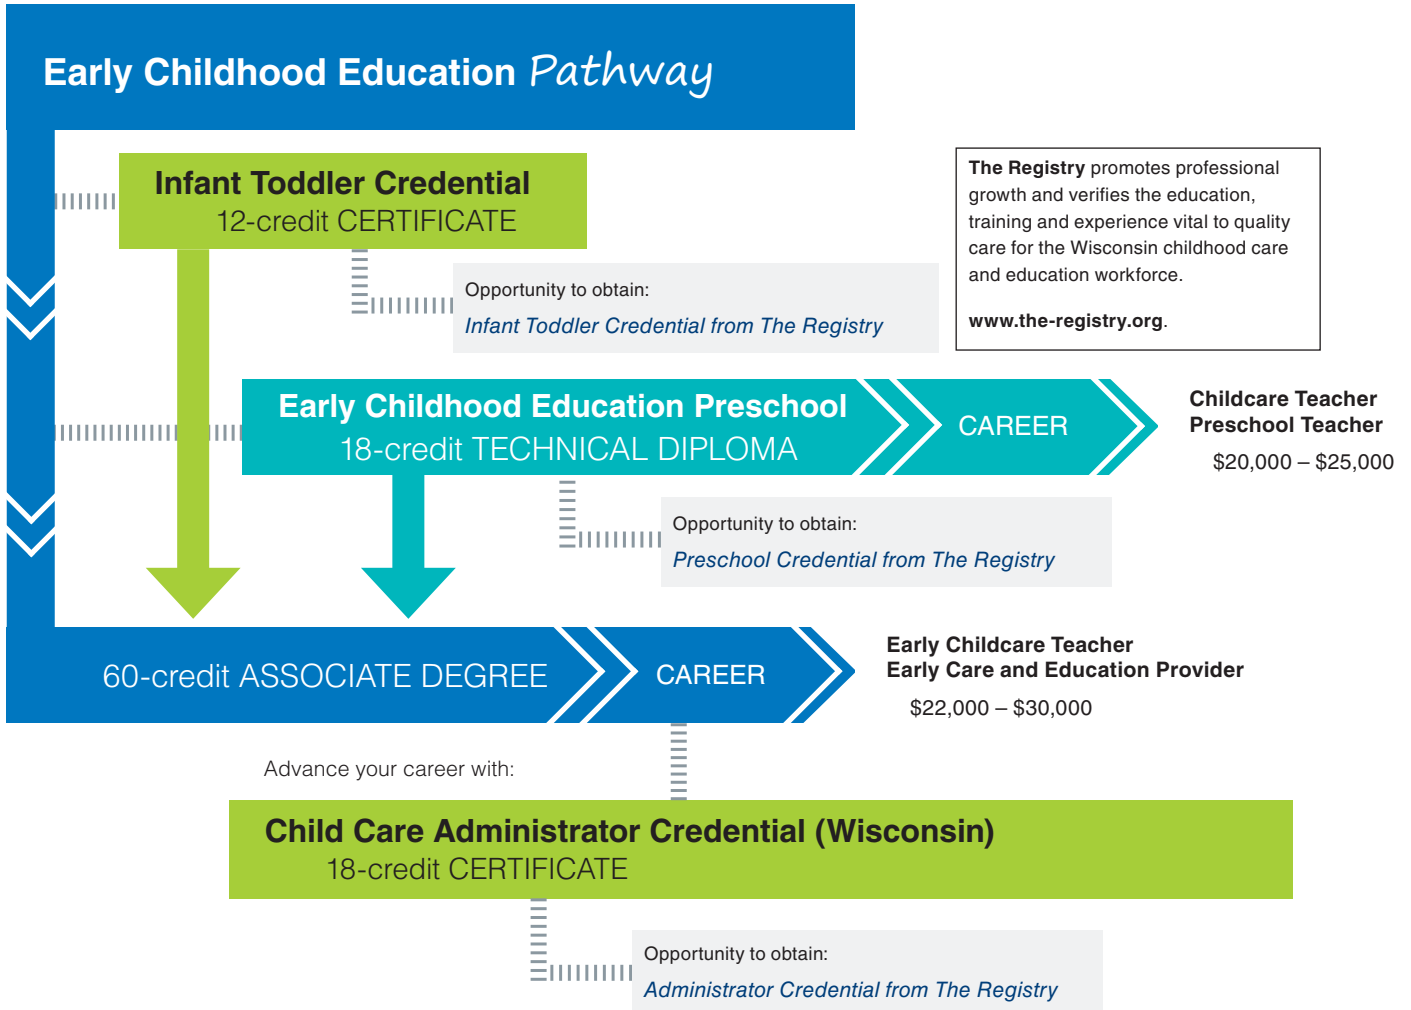 Early Childhood Education Pathway
Infant Toddler Credential
12-credit CERTIFICATE
Opportunity to obtain:
Infant Toddler Credential from The Registry
The Registry promotes professional
growth and verifies the education,
training and experience vital to quality
care for the Wisconsin childhood care
and education workforce.
www.the-registry.org.
Early Childhood Education Preschool
18-credit TECHNICAL DIPLOMA
CAREER
Childcare Teacher
Preschool Teacher
$20,000 – $25,000
Opportunity to obtain:
Preschool Credential from The Registry
60-credit ASSOCIATE DEGREE
CAREER
Early Childcare Teacher
Early Care and Education Provider
$22,000 – $30,000
Advance your career with:
Child Care Administrator Credential (Wisconsin)
18-credit CERTIFICATE
Opportunity to obtain:
Administrator Credential from The Registry